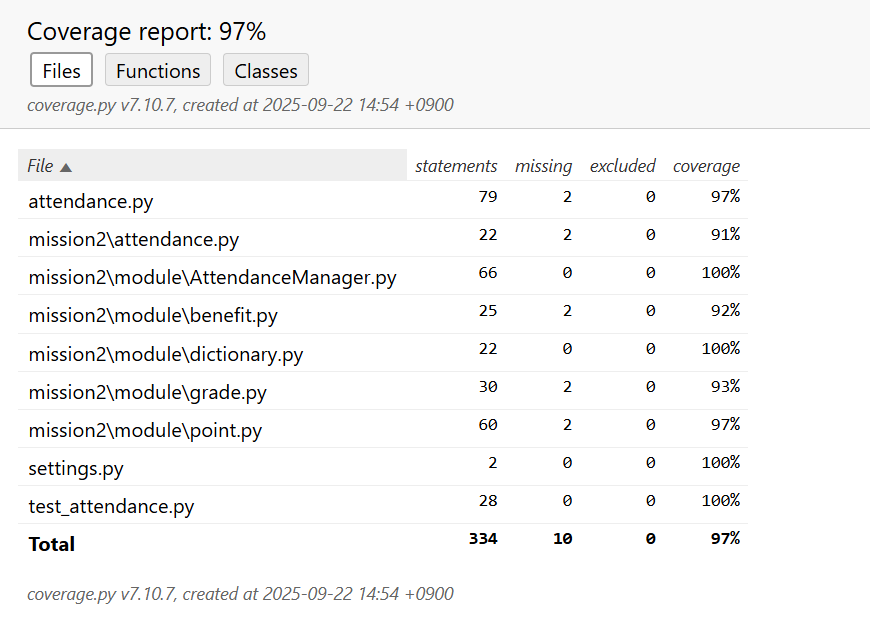 Coverage report: 97%
Files Functions Classes
coverage.py v7.10.7, created at 2025-09-22 14:54 +0900
File ▲ statements missing excluded coverage
attendance.py 79 2 0 97%
mission2\attendance.py 22 2 0 91%
mission2\module\AttendanceManager.py 66 0 0 100%
mission2\module\benefit.py 25 2 0 92%
mission2\module\dictionary.py 22 0 0 100%
mission2\module\grade.py 30 2 0 93%
mission2\module\point.py 60 2 0 97%
settings.py 2 0 0 100%
test_attendance.py 28 0 0 100%
Total 334 10 0 97%
coverage.py v7.10.7, created at 2025-09-22 14:54 +0900